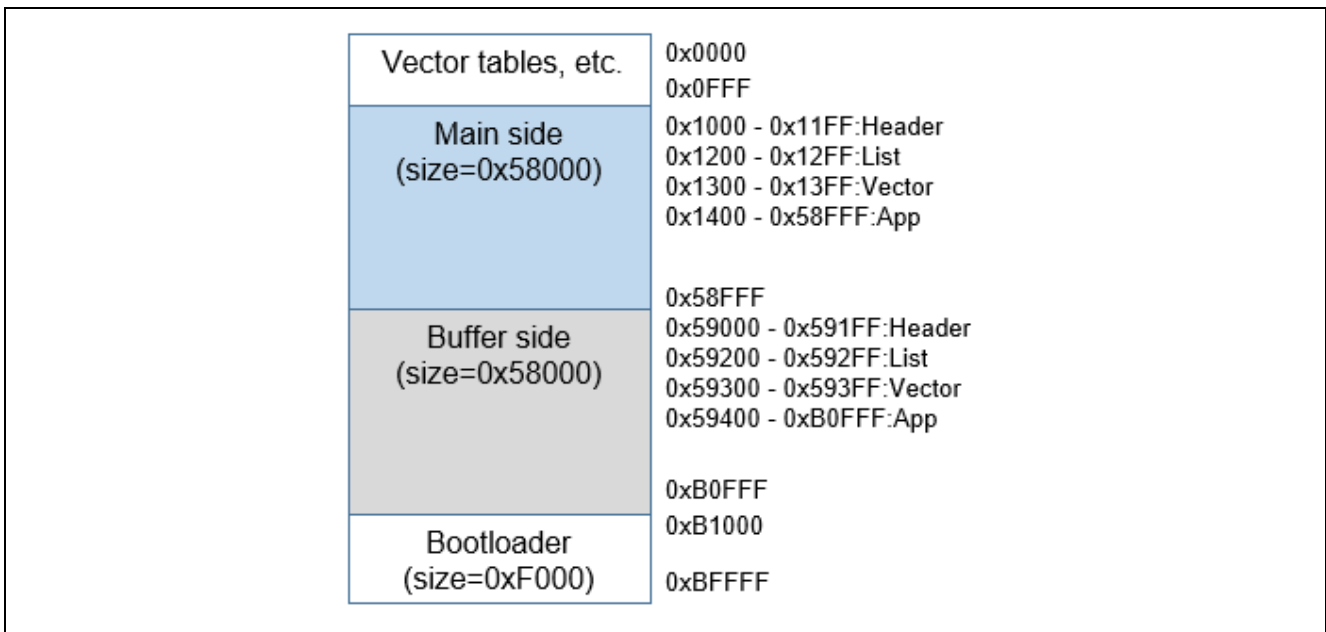 Vector tables, etc.
0x0000
0x0FFF
Main side
(size=0x58000)
0x1000 - 0x11FF:Header
0x1200 - 0x12FF:List
0x1300 - 0x13FF:Vector
0x1400 - 0x58FFF:App
0x58FFF
Buffer side
(size=0x58000)
0x59000 - 0x591FF:Header
0x59200 - 0x592FF:List
0x59300 - 0x593FF:Vector
0x59400 - 0xB0FFF:App
0xB0FFF
Bootloader
(size=0xF000)
0xB1000
0xBFFFF